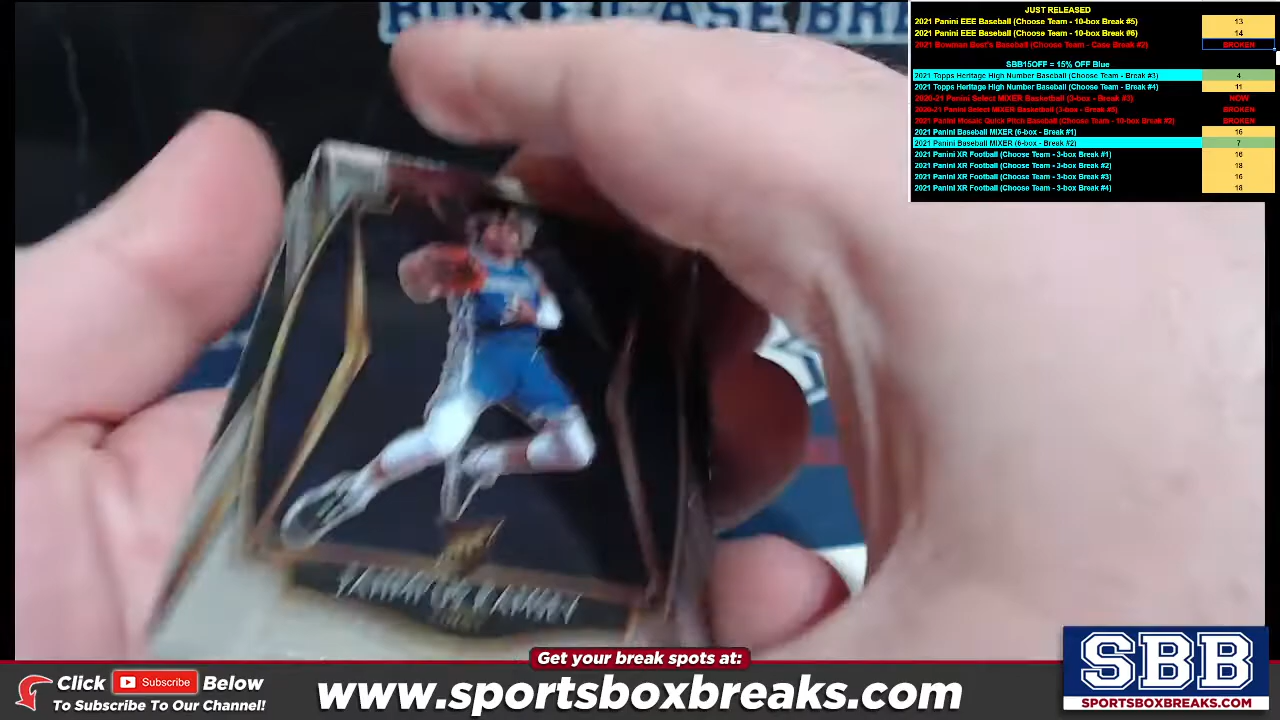 BOX & CASE BREAK
JUST RELEASED
2021 Panini EEE Baseball (Choose Team - 10-box Break #5) 13
2021 Panini EEE Baseball (Choose Team - 10-box Break #6) 14
2021 Bowman Best's Baseball (Choose Team - Case Break #2) BROKEN
SBB15OFF = 15% OFF Blue
2021 Topps Heritage High Number Baseball (Choose Team - Break #3) 4
2021 Topps Heritage High Number Baseball (Choose Team - Break #4) 11
2020-21 Panini Select MIXER Basketball (3-box - Break #3) NOW
2020-21 Panini Select MIXER Basketball (3-box - Break #5) BROKEN
2021 Panini Mosaic Quick Pitch Baseball (Choose Team - 10-box Break #2) BROKEN
2021 Panini Baseball MIXER (6-box - Break #1) 16
2021 Panini Baseball MIXER (6-box - Break #2) 7
2021 Panini XR Football (Choose Team - 3-box Break #1) 16
2021 Panini XR Football (Choose Team - 3-box Break #2) 18
2021 Panini XR Football (Choose Team - 3-box Break #3) 16
2021 Panini XR Football (Choose Team - 3-box Break #4) 18
Get your break spots at:
Click Subscribe Below
To Subscribe To Our Channel!
www.sportsboxbreaks.com
SBB
SPORTSBOXBREAKS.COM